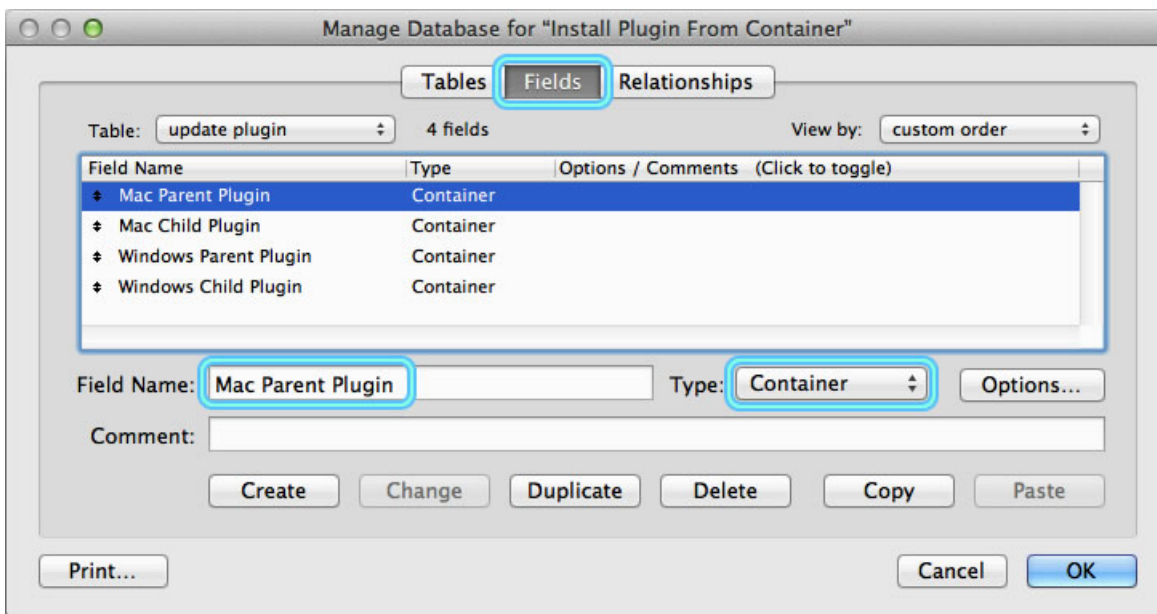 Manage Database for “Install Plugin From Container”
Tables Fields Relationships
Table: update plugin 4 fields View by: custom order
Field Name Type Options / Comments (Click to toggle)
Mac Parent Plugin Container
Mac Child Plugin Container
Windows Parent Plugin Container
Windows Child Plugin Container
Field Name: Mac Parent Plugin Type: Container Options...
Comment:
Create Change Duplicate Delete Copy Paste
Print... Cancel OK